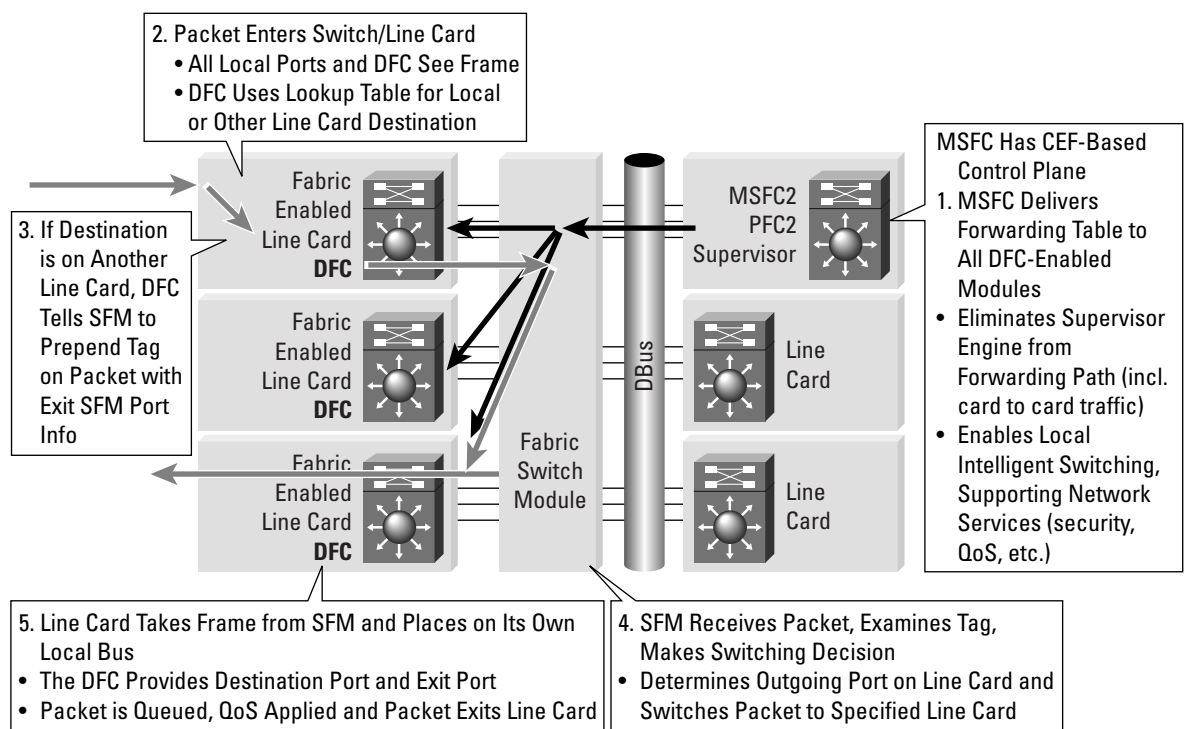 2. Packet Enters Switch/Line Card
• All Local Ports and DFC See Frame
• DFC Uses Lookup Table for Local
or Other Line Card Destination
MSFC Has CEF-Based
Control Plane
1. MSFC Delivers
Forwarding Table to
All DFC-Enabled
Modules
• Eliminates Supervisor
Engine from
Forwarding Path (incl.
card to card traffic)
• Enables Local
Intelligent Switching,
Supporting Network
Services (security,
QoS, etc.)
3. If Destination
is on Another
Line Card, DFC
Tells SFM to
Prepend Tag
on Packet with
Exit SFM Port
Info
Fabric
Enabled
Line Card
DFC
MSFC2
PFC2
Supervisor
Fabric
Enabled
Line Card
DFC
DBus
Line
Card
Fabric
Switch
Module
Fabric
Enabled
Line Card
DFC
Line
Card
5. Line Card Takes Frame from SFM and Places on Its Own
Local Bus
• The DFC Provides Destination Port and Exit Port
• Packet is Queued, QoS Applied and Packet Exits Line Card
4. SFM Receives Packet, Examines Tag,
Makes Switching Decision
• Determines Outgoing Port on Line Card and
Switches Packet to Specified Line Card